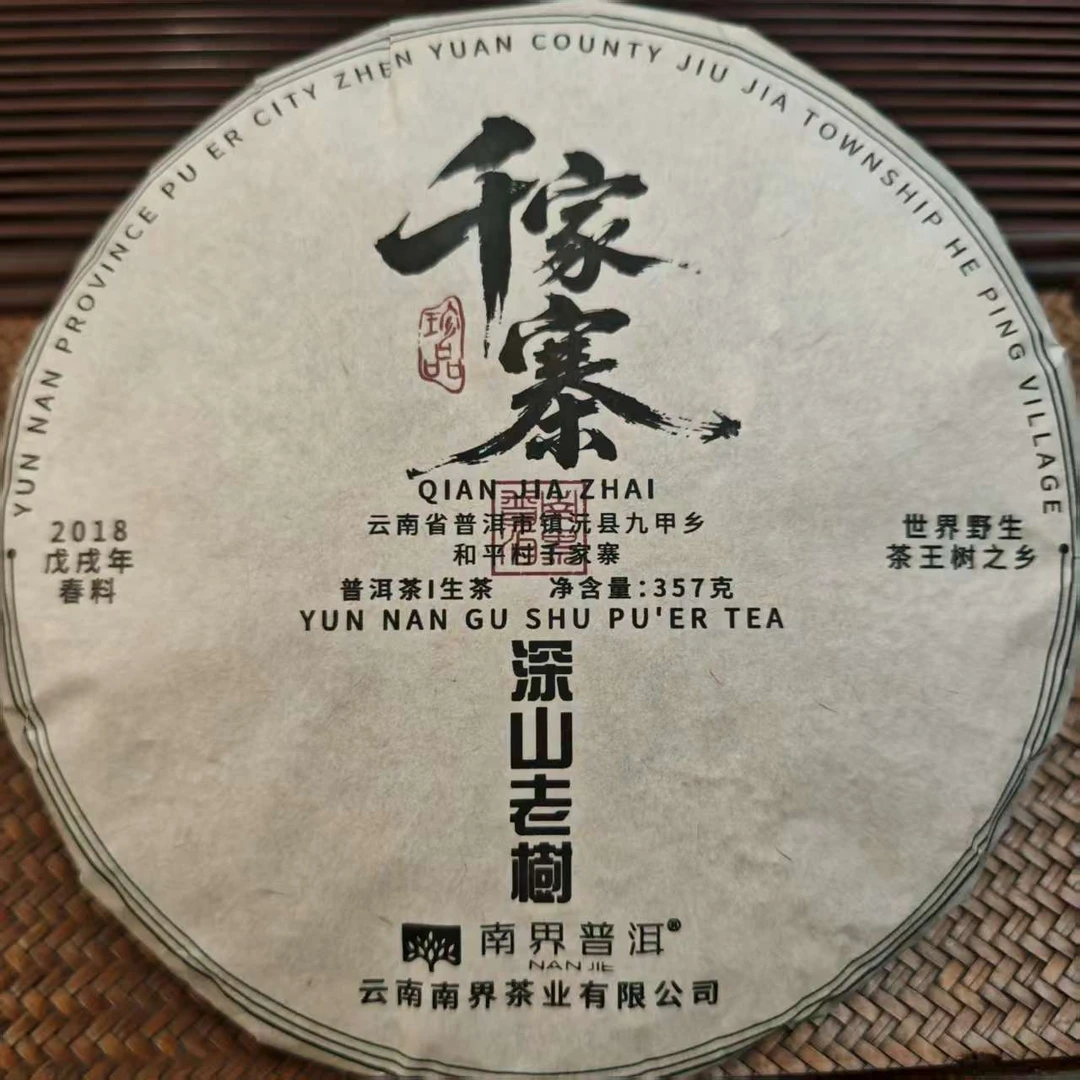 YUN NAN PROVINCE PU ER CITY ZHEN YUAN COUNTY JIU JIA TOWNSHIP HE PING VILLAGE
千家寨
珍品
QIAN JIA ZHAI
云南省普洱市镇沅县九甲乡
和平村千家寨
普洱茶I生茶 净含量:357克
YUN NAN GU SHU PU'ER TEA
2018
戊戌年
春料
世界野生
茶王树之乡
深山老樹
南界普洱®
NAN JIE
云南南界茶业有限公司